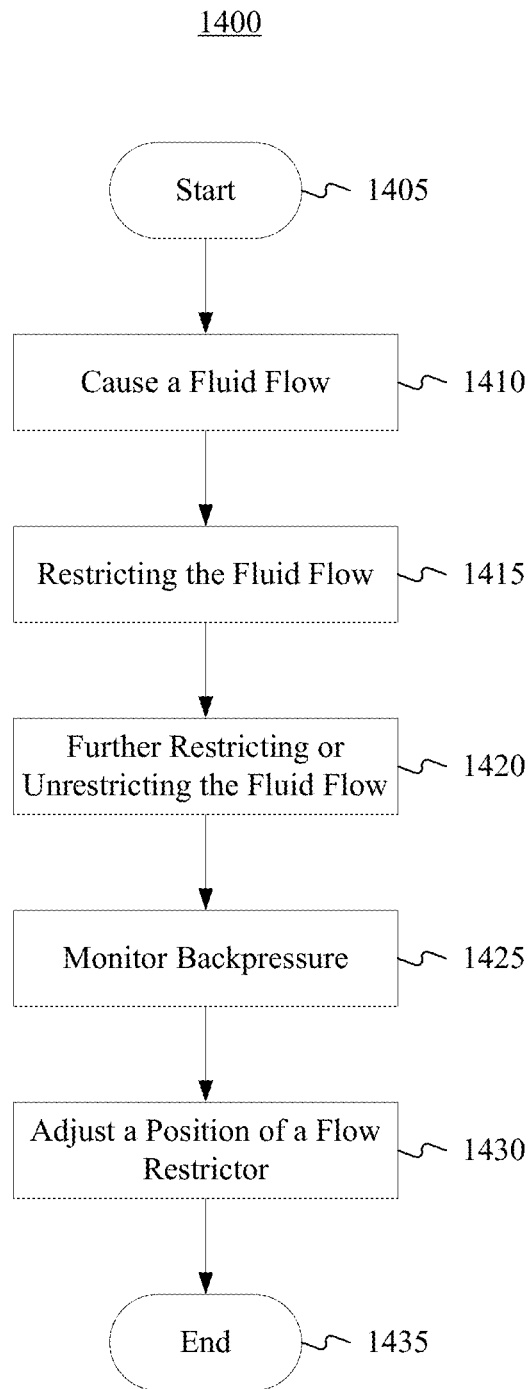 1400
Start
1405
Cause a Fluid Flow
1410
Restricting the Fluid Flow
1415
Further Restricting or
Unrestricting the Fluid Flow
1420
Monitor Backpressure
1425
Adjust a Position of a Flow
Restrictor
1430
End
1435